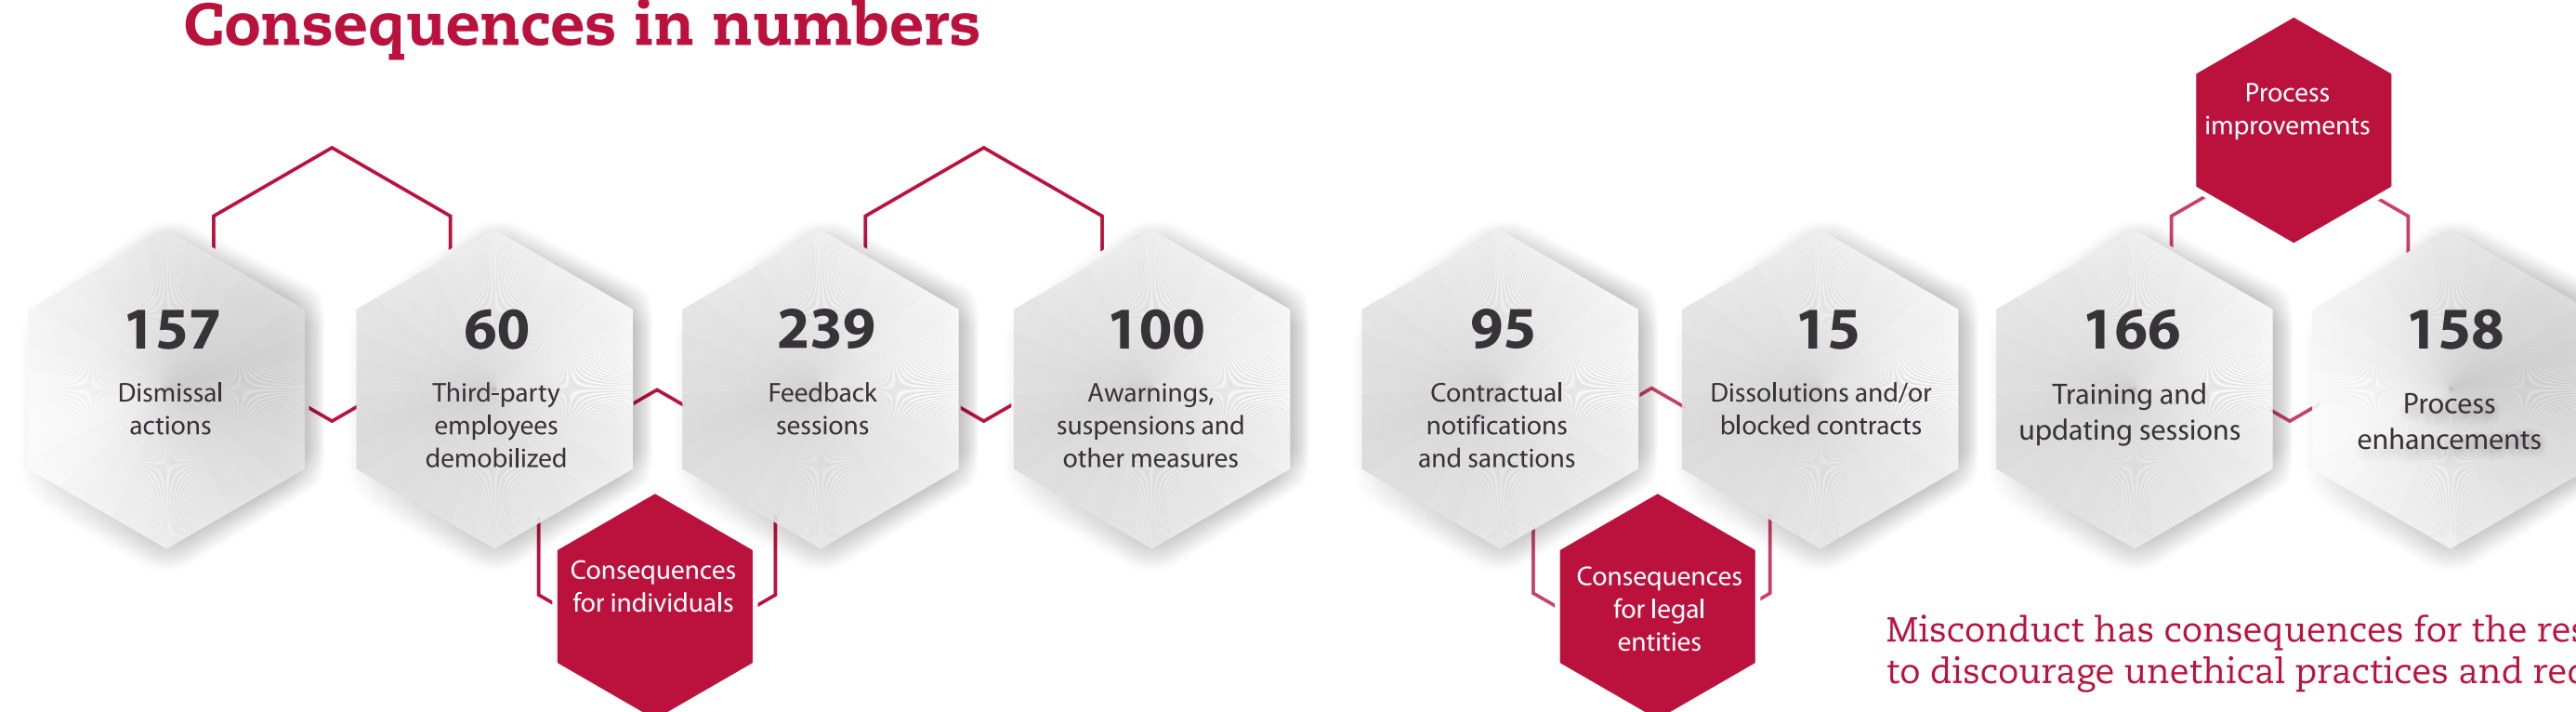 Consequences in numbers
157
Dismissal
actions
60
Third-party
employees
demobilized
239
Feedback
sessions
100
Awarnings,
suspensions and
other measures
Consequences
for individuals
95
Contractual
notifications
and sanctions
15
Dissolutions and/or
blocked contracts
Consequences
for legal
entities
Process
improvements
166
Training and
updating sessions
158
Process
enhancements
Misconduct has consequences for the
to discourage unethical practices and